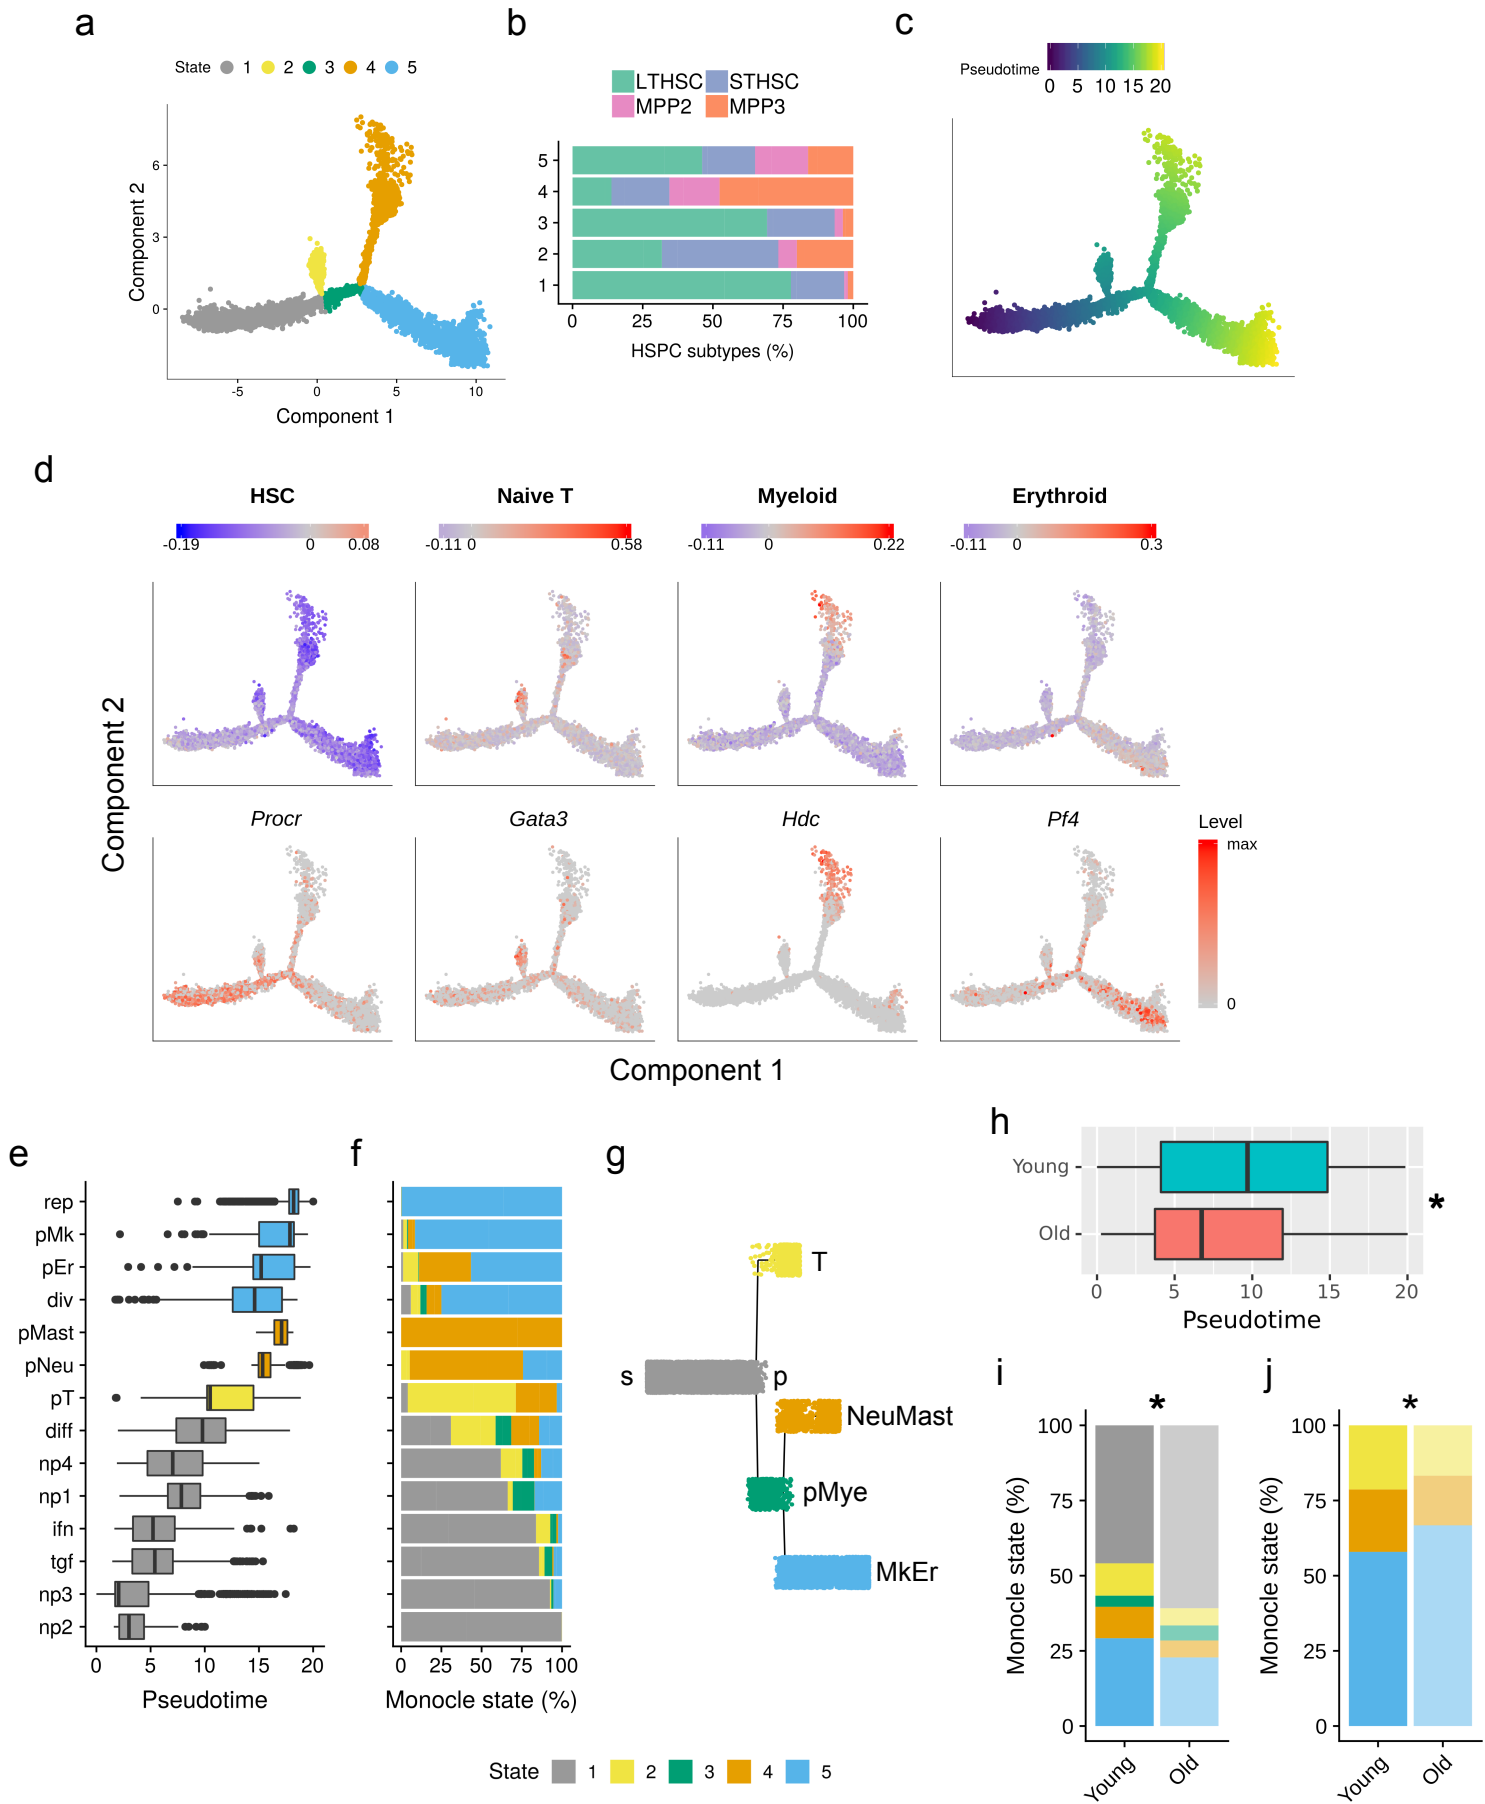 a
State 1 2 3 4 5
Component 2
6
3
0
-5 0 5 10
Component 1
b
LTHSC STHSC
MPP2 MPP3
5
4
3
2
1
0 25 50 75 100
HSPC subtypes (%)
c
Pseudotime
0 5 10 15 20
d
HSC Naive T Myeloid Erythroid
-0.19 0 0.08 -0.11 0 0.58 -0.11 0 0.22 -0.11 0 0.3
Component 2
Procr Gata3 Hdc Pf4
Level
max
0
Component 1
e
rep
pMk
pEr
div
pMast
pNeu
pT
diff
np4
np1
ifn
tgf
np3
np2
0 5 10 15 20
Pseudotime
f
0 25 50 75 100
Monocle state (%)
g
T
s p
NeuMast
pMye
MkEr
h
Young
Old
*
0 5 10 15 20
Pseudotime
i
*
Monocle state (%)
100
75
50
25
0
Young Old
j
*
Monocle state (%)
100
75
50
25
0
Young Old
State 1 2 3 4 5